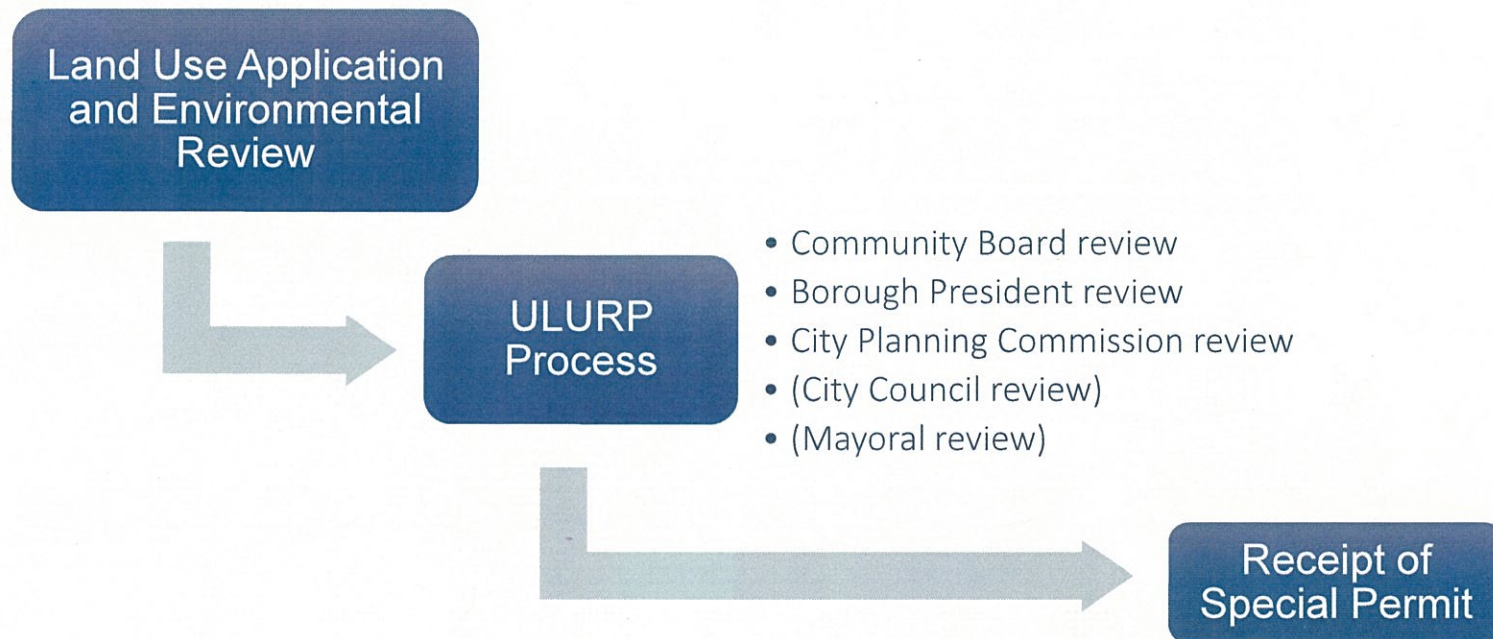 Land Use Application
and Environmental
Review
ULURP
Process
• Community Board review
• Borough President review
• City Planning Commission review
• (City Council review)
• (Mayoral review)
Receipt of
Special Permit